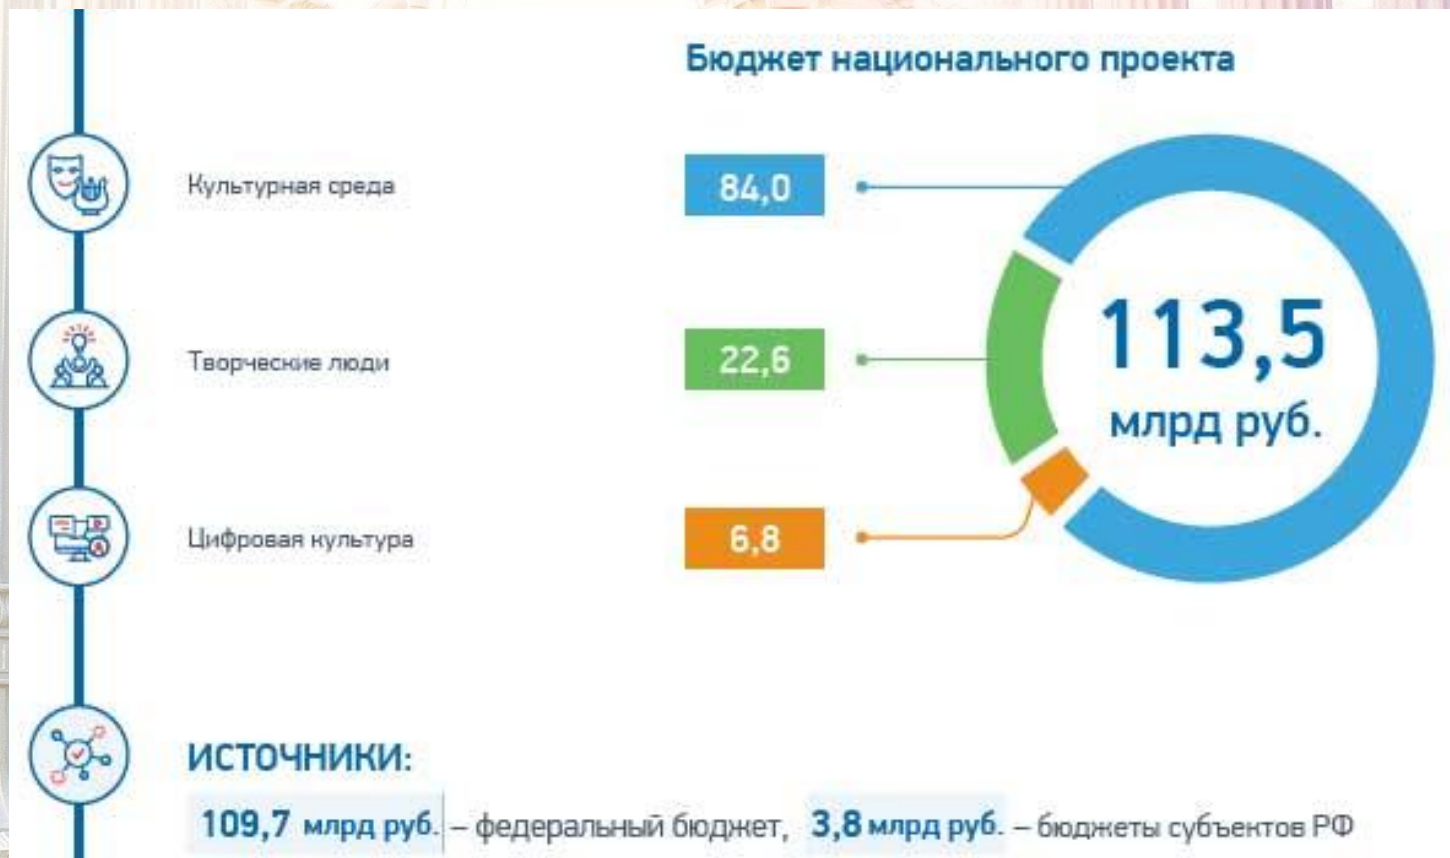 Бюджет национального проекта
Культурная среда
84,0
Творческие люди
22,6
113,5
млрд руб.
Цифровая культура
6,8
ИСТОЧНИКИ:
109,7 млрд руб. – федеральный бюджет, 3,8 млрд руб. – бюджеты субъектов РФ